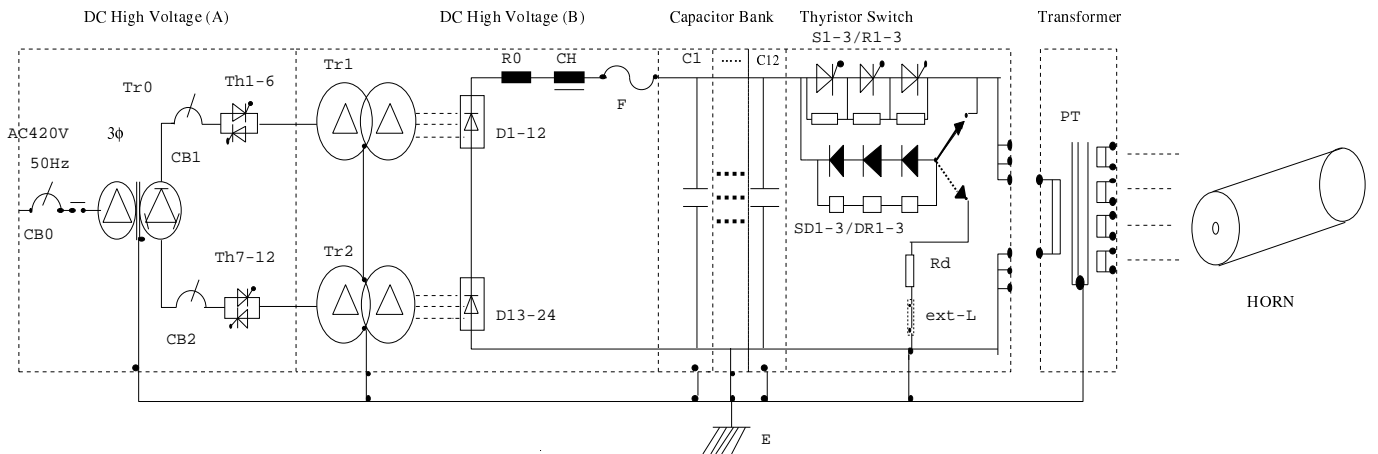 DC High Voltage (A)
DC High Voltage (B)
Capacitor Bank
Thyristor Switch
Transformer
S1-3/R1-3
Tr0
Th1-6
Tr1
R0
CH
C1
.....
C12
F
PT
AC420V
3ϕ
50Hz
CB1
D1-12
CB0
SD1-3/DR1-3
Th7-12
Tr2
Rd
HORN
D13-24
ext-L
CB2
E